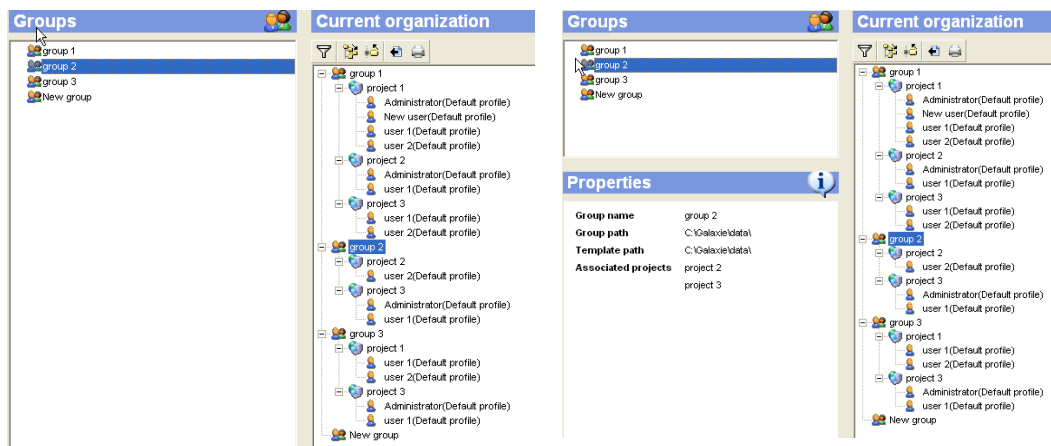 Groups
group 1
group 2
group 3
New group
Current organization
group 1
project 1
Administrator(Default profile)
New user(Default profile)
user 1(Default profile)
user 2(Default profile)
project 2
Administrator(Default profile)
user 1(Default profile)
project 3
user 1(Default profile)
user 2(Default profile)
group 2
project 2
user 2(Default profile)
project 3
Administrator(Default profile)
user 1(Default profile)
group 3
project 1
user 1(Default profile)
user 2(Default profile)
project 3
Administrator(Default profile)
user 1(Default profile)
New group
Groups
group 1
group 2
group 3
New group
Properties
Group name group 2
Group path C:\Galaxie\data\
Template path C:\Galaxie\data\
Associated projects project 2
project 3
Current organization
group 1
project 1
Administrator(Default profile)
New user(Default profile)
user 1(Default profile)
user 2(Default profile)
project 2
Administrator(Default profile)
user 1(Default profile)
project 3
user 1(Default profile)
user 2(Default profile)
group 2
project 2
user 2(Default profile)
project 3
Administrator(Default profile)
user 1(Default profile)
group 3
project 1
user 1(Default profile)
user 2(Default profile)
project 3
Administrator(Default profile)
user 1(Default profile)
New group